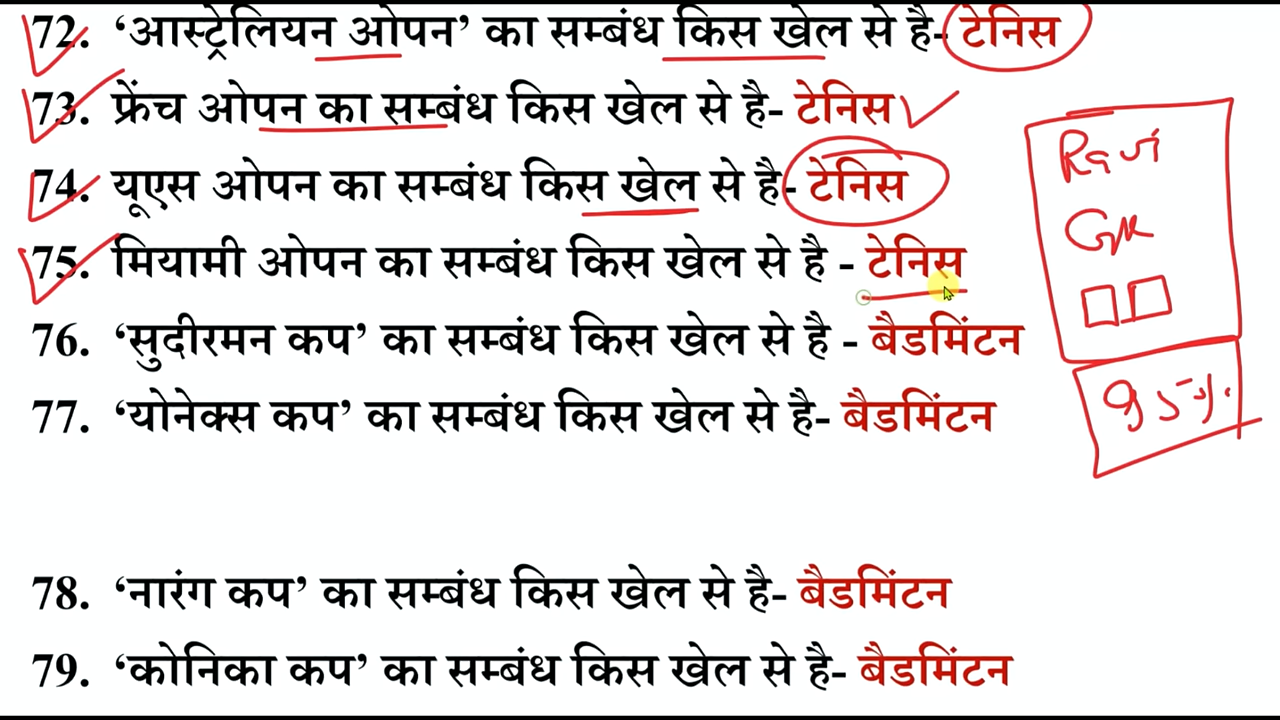 72. ‘आस्ट्रेलियन ओपन’ का सम्बंध किस खेल से है- टेनिस
73. फ्रेंच ओपन का सम्बंध किस खेल से है- टेनिस
74. यूएस ओपन का सम्बंध किस खेल से है- टेनिस
75. मियामी ओपन का सम्बंध किस खेल से है - टेनिस
76. ‘सुदीरमन कप’ का सम्बंध किस खेल से है - बैडमिंटन
77. ‘योनेक्स कप’ का सम्बंध किस खेल से है- बैडमिंटन
78. ‘नारंग कप’ का सम्बंध किस खेल से है- बैडमिंटन
79. ‘कोनिका कप’ का सम्बंध किस खेल से है- बैडमिंटन
Ravi
GK
95%